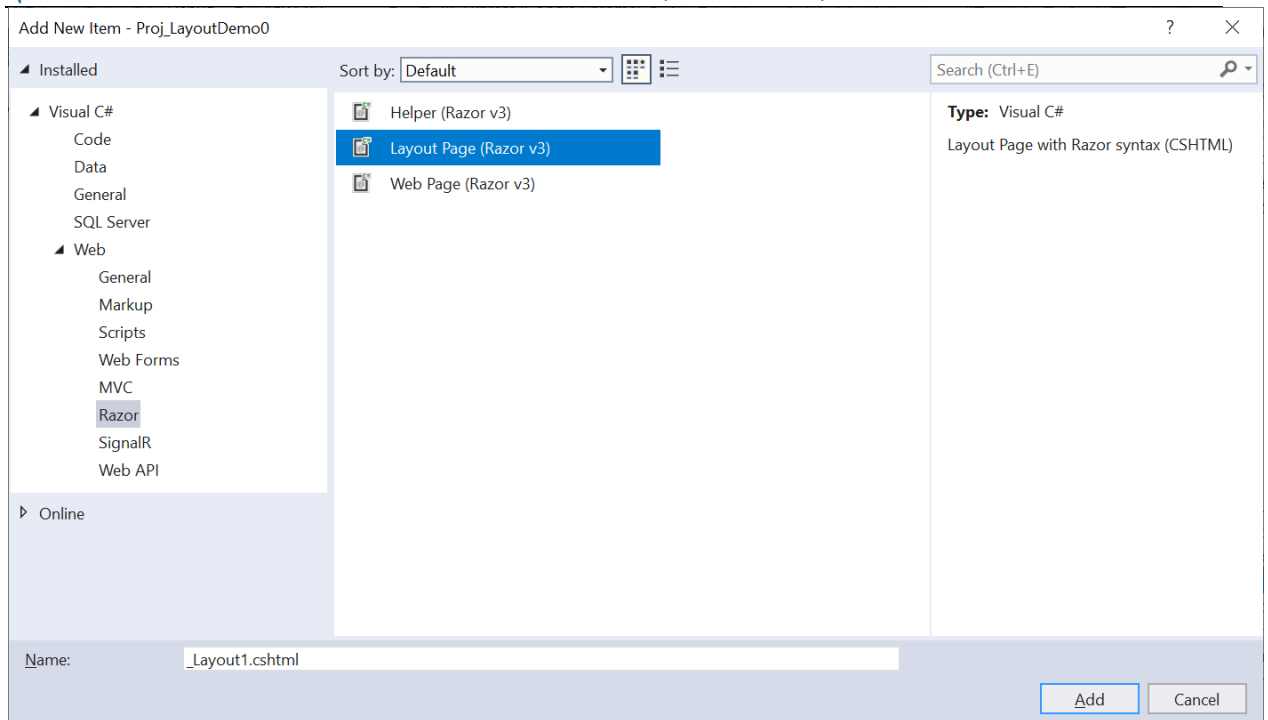 Add New Item - Proj_LayoutDemo0
?
Installed
Sort by: Default
Search (Ctrl+E)
Visual C#
Code
Data
General
SQL Server
Web
General
Markup
Scripts
Web Forms
MVC
Razor
SignalR
Web API
Online
Helper (Razor v3)
Layout Page (Razor v3)
Web Page (Razor v3)
Type: Visual C#
Layout Page with Razor syntax (CSHTML)
Name: _Layout1.cshtml
Add Cancel